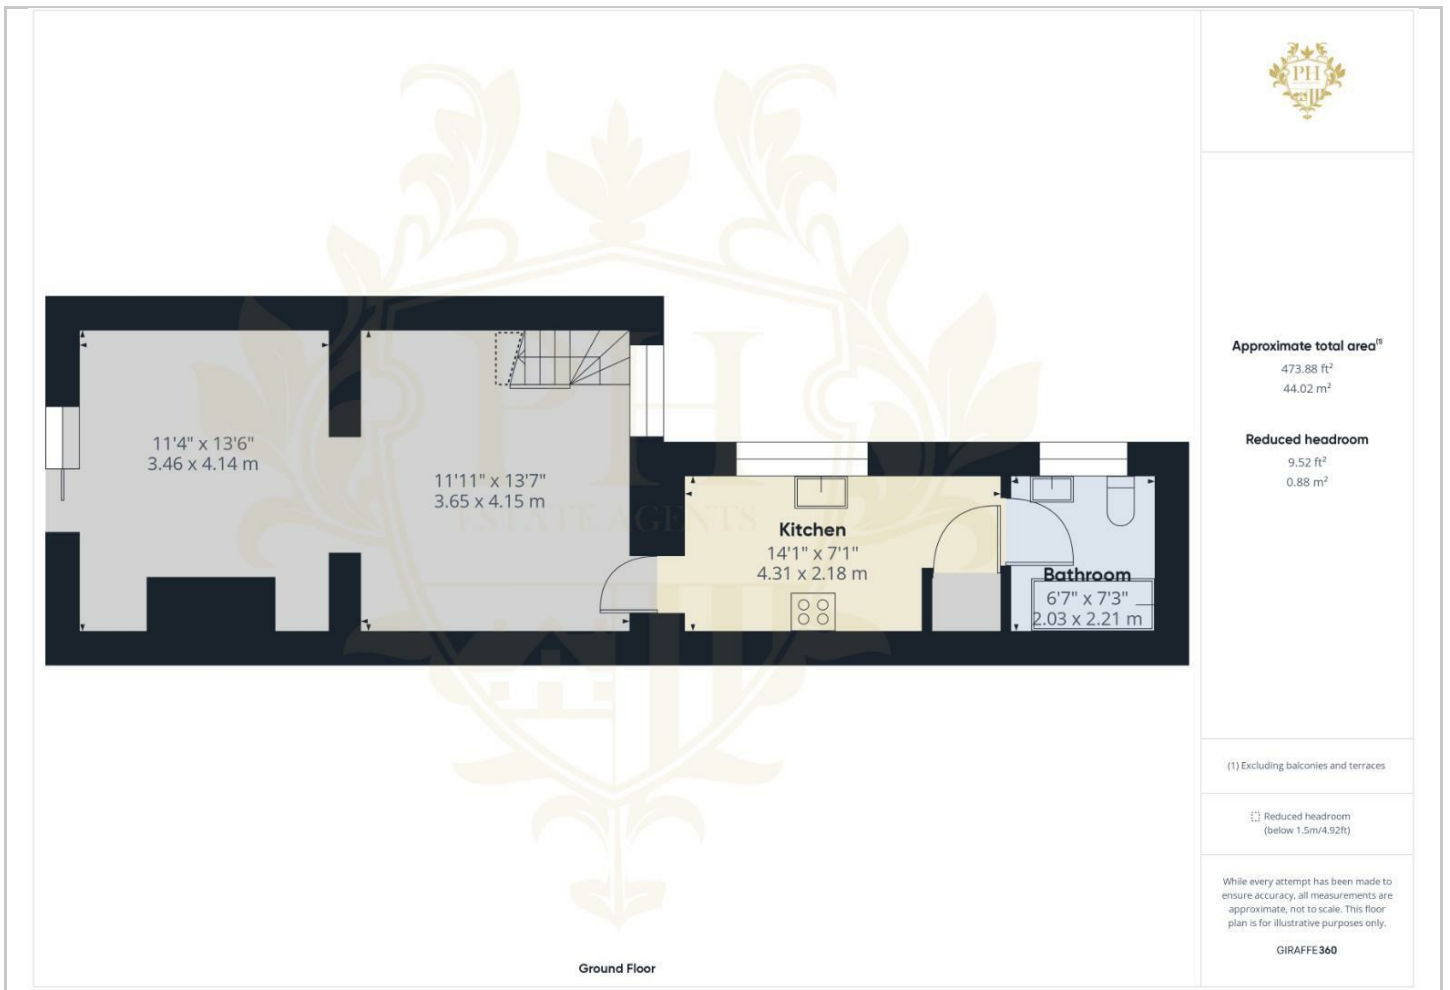 PH
11'4" x 13'6"
3.46 x 4.14 m
11'11" x 13'7"
3.65 x 4.15 m
PH
ESTATE AGENTS
Kitchen
14'1" x 7'1"
4.31 x 2.18 m
Bathroom
6'7" x 7'3"
2.03 x 2.21 m
Ground Floor
Approximate total area(1)
473.88 ft²
44.02 m²
Reduced headroom
9.52 ft²
0.88 m²
(1) Excluding balconies and terraces
Reduced headroom
(below 1.5m/4.92ft)
While every attempt has been made to
ensure accuracy, all measurements are
approximate, not to scale. This floor
plan is for illustrative purposes only.
GIRAFFE360